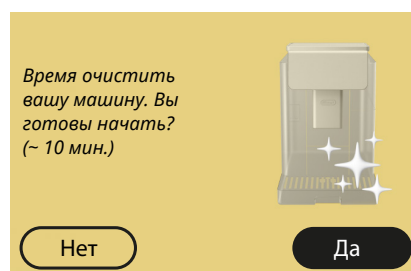 Время очистить
вашу машину. Вы
готовы начать?
(~ 10 мин.)
Нет
Да